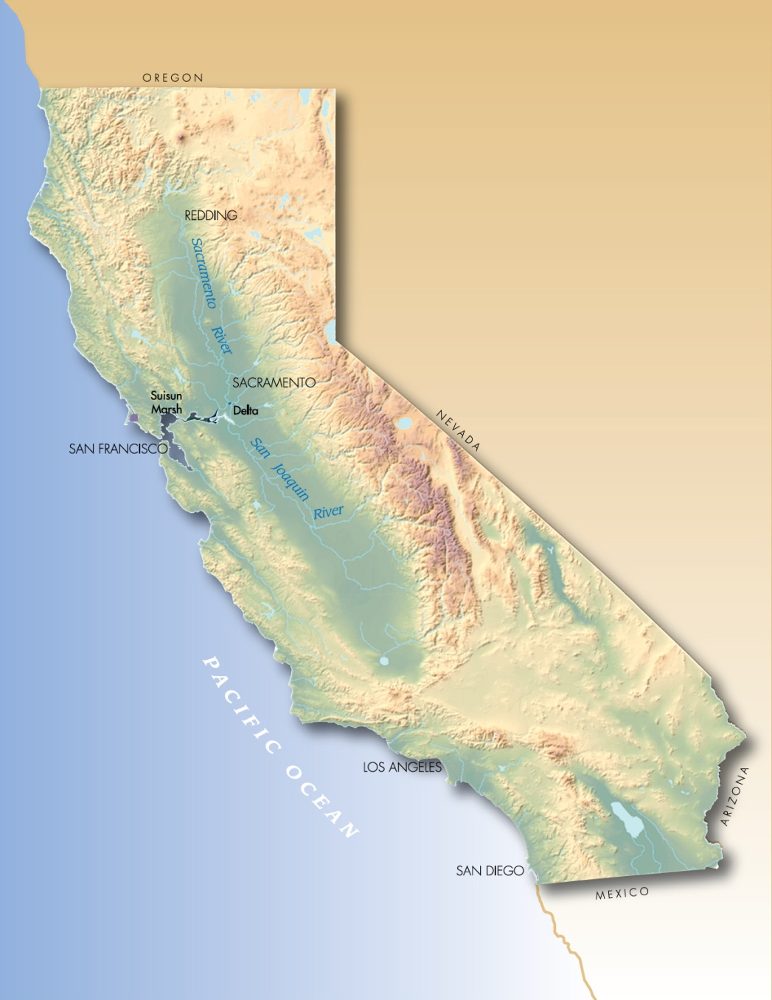 OREGON
REDDING
Sacramento
River
SACRAMENTO
Suisun
Marsh
Delta
NEVADA
SAN FRANCISCO
San Joaquin
River
PACIFIC OCEAN
LOS ANGELES
ARIZONA
SAN DIEGO
MEXICO